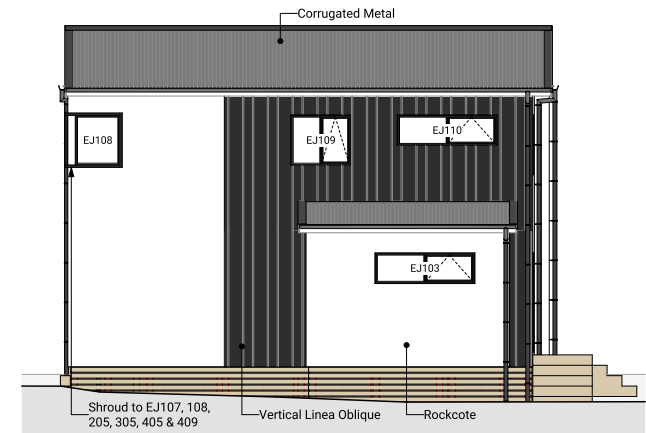 Corrugated Metal
EJ108
EJ109
EJ110
EJ103
Shroud to EJ107, 108,
205, 305, 405 & 409
Vertical Linea Oblique
Rockcote